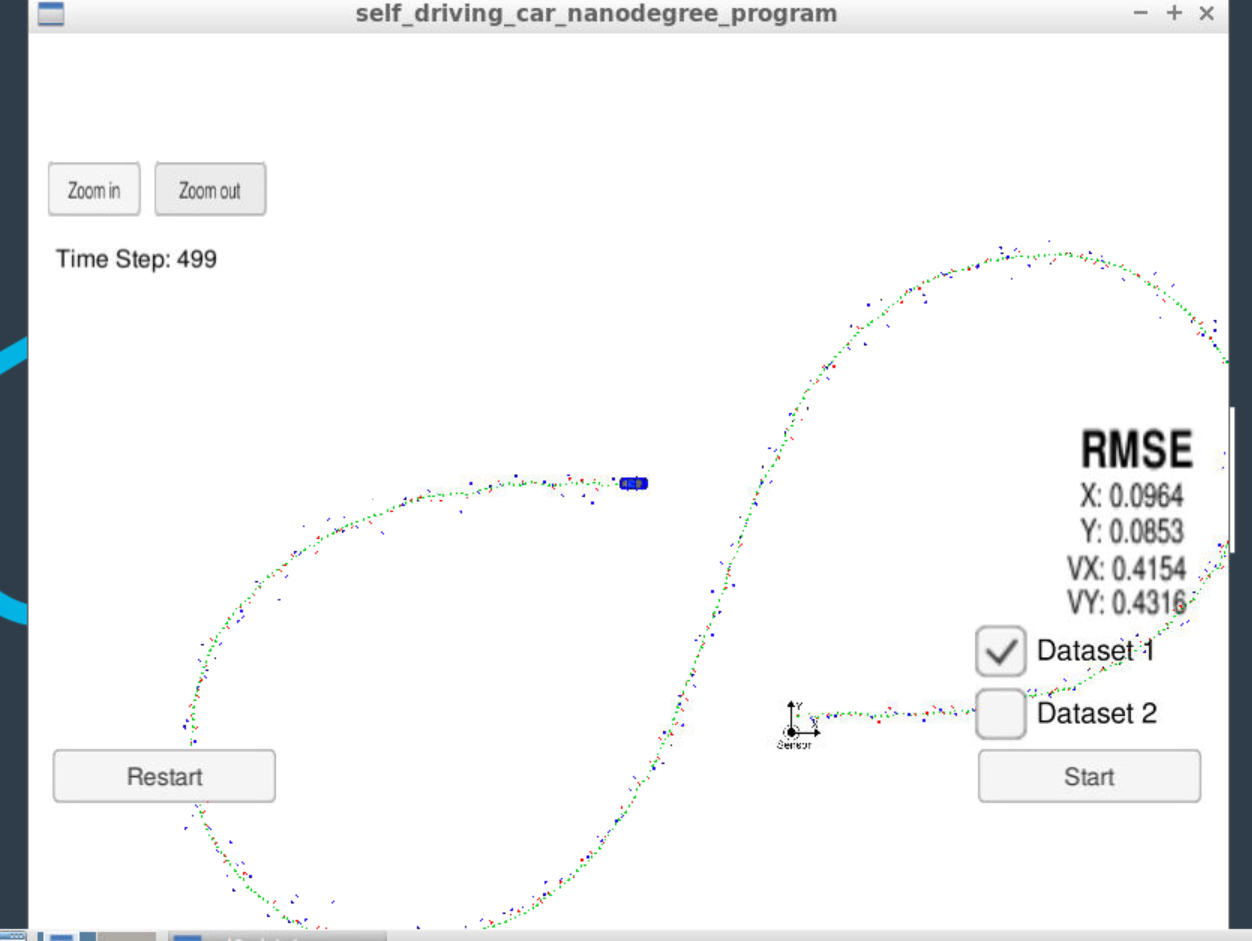 self_driving_car_nanodegree_program
Zoom in
Zoom out
Time Step: 499
RMSE
X: 0.0964
Y: 0.0853
VX: 0.4154
VY: 0.4316
Dataset 1
Dataset 2
Y
X
Sensor
Restart
Start